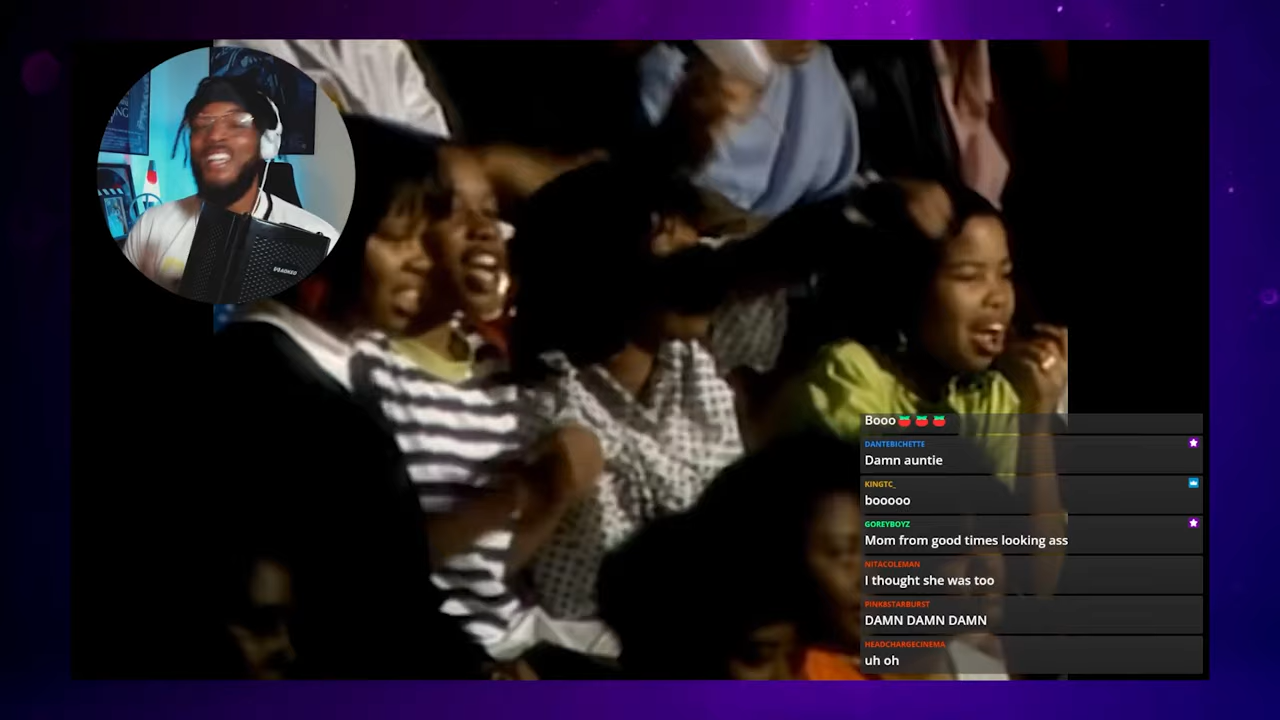 Booo🍅🍅🍅
DANTEBICHETTE
Damn auntie
KINGTC_
booooo
GOREYBOYZ
Mom from good times looking ass
NITACOLEMAN
I thought she was too
PINKBSTARBURST
DAMN DAMN DAMN
HEADCHARGECINEMA
uh oh